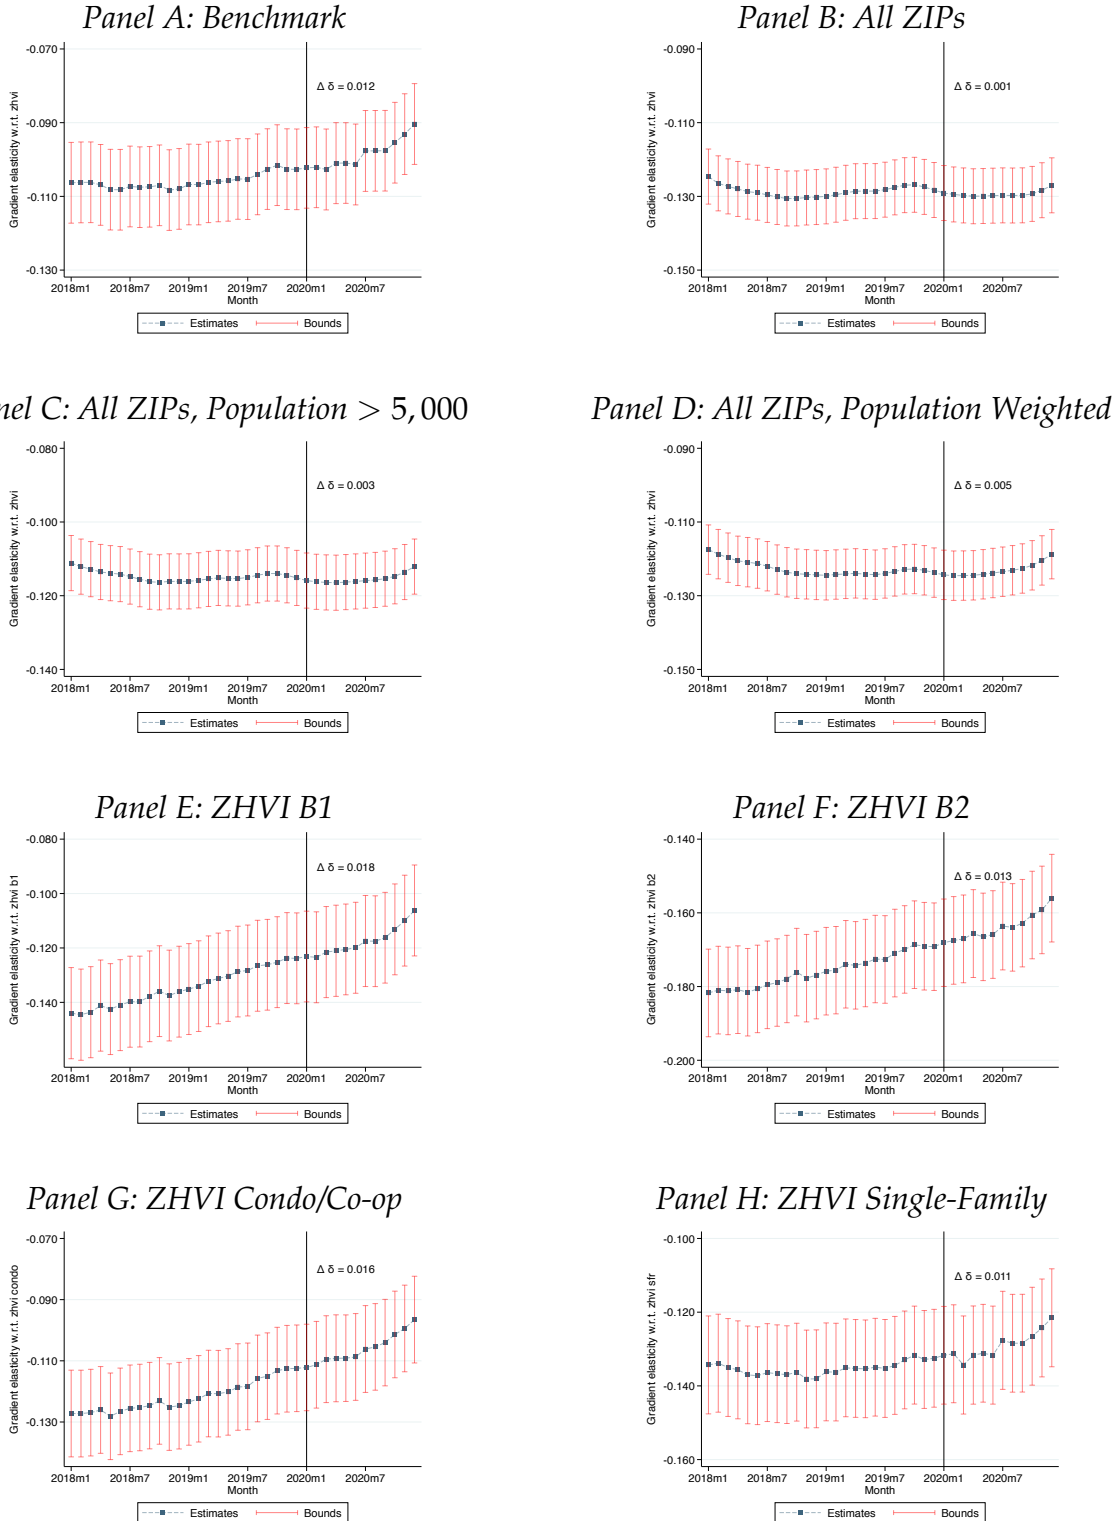 Panel A: Benchmark
-0.070
-0.090
-0.110
-0.130
Gradient elasticity w.r.t. zhvi
Δ δ = 0.012
2018m1 2018m7 2019m1 2019m7 2020m1 2020m7
Month
Estimates Bounds
Panel B: All ZIPs
-0.090
-0.110
-0.130
-0.150
Gradient elasticity w.r.t. zhvi
Δ δ = 0.001
2018m1 2018m7 2019m1 2019m7 2020m1 2020m7
Month
Estimates Bounds
nel C: All ZIPs, Population > 5,000
-0.080
-0.100
-0.120
-0.140
Gradient elasticity w.r.t. zhvi
Δ δ = 0.003
2018m1 2018m7 2019m1 2019m7 2020m1 2020m7
Month
Estimates Bounds
Panel D: All ZIPs, Population Weighted
-0.090
-0.110
-0.130
-0.150
Gradient elasticity w.r.t. zhvi
Δ δ = 0.005
2018m1 2018m7 2019m1 2019m7 2020m1 2020m7
Month
Estimates Bounds
Panel E: ZHVI B1
-0.080
-0.100
-0.120
-0.140
Gradient elasticity w.r.t. zhvi b1
Δ δ = 0.018
2018m1 2018m7 2019m1 2019m7 2020m1 2020m7
Month
Estimates Bounds
Panel F: ZHVI B2
-0.140
-0.160
-0.180
-0.200
Gradient elasticity w.r.t. zhvi b2
Δ δ = 0.013
2018m1 2018m7 2019m1 2019m7 2020m1 2020m7
Month
Estimates Bounds
Panel G: ZHVI Condo/Co-op
-0.070
-0.090
-0.110
-0.130
Gradient elasticity w.r.t. zhvi condo
Δ δ = 0.016
2018m1 2018m7 2019m1 2019m7 2020m1 2020m7
Month
Estimates Bounds
Panel H: ZHVI Single-Family
-0.100
-0.120
-0.140
-0.160
Gradient elasticity w.r.t. zhvi sfr
Δ δ = 0.011
2018m1 2018m7 2019m1 2019m7 2020m1 2020m7
Month
Estimates Bounds